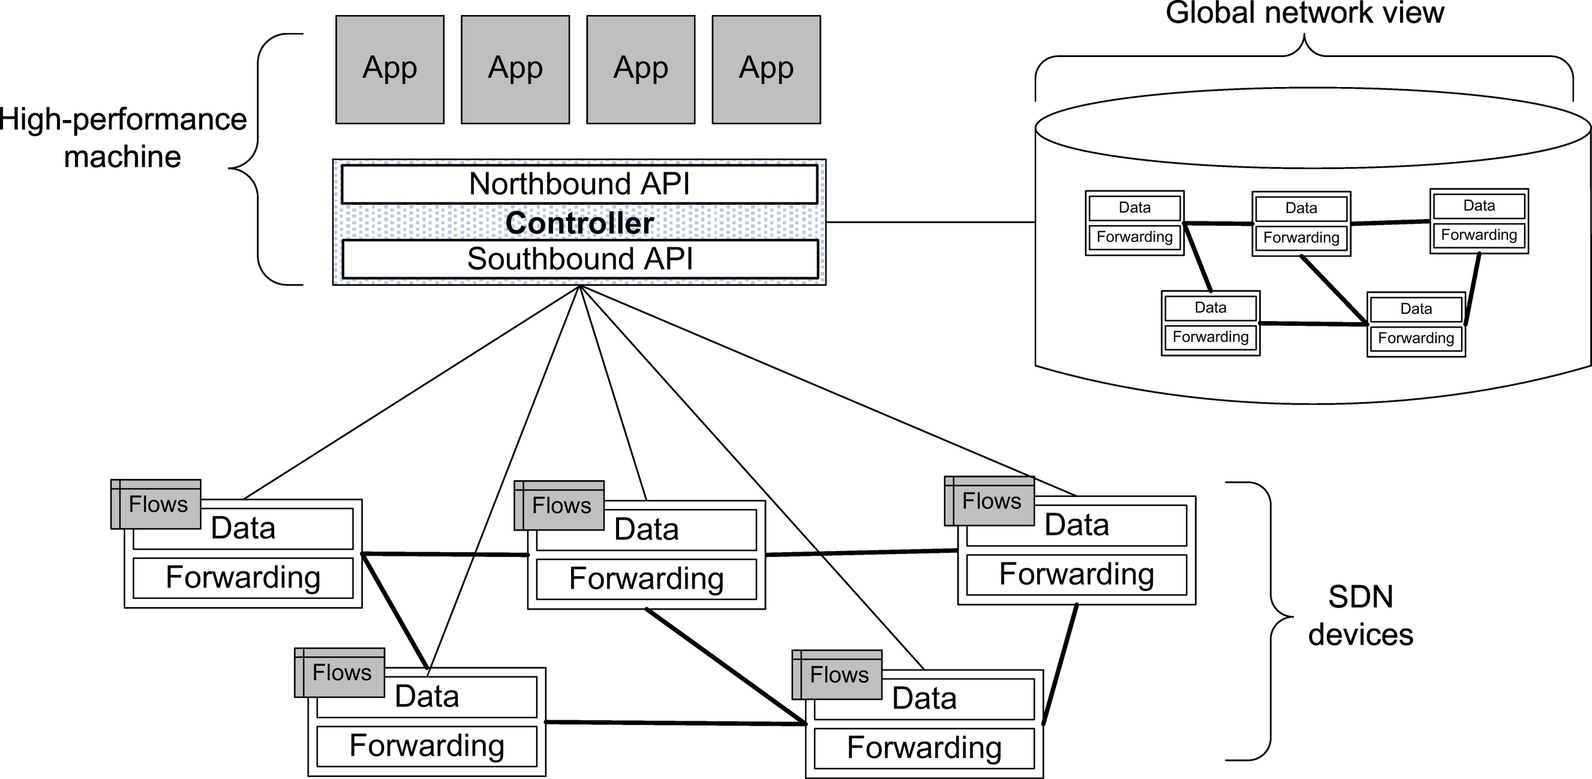 Global network view
App App App App
High-performance
machine
Northbound API
Controller
Southbound API
Data Data Data
Forwarding Forwarding Forwarding
Data Data
Forwarding Forwarding
Flows Flows Flows
Data Data Data
Forwarding Forwarding Forwarding
SDN
devices
Flows Flows
Data Data
Forwarding Forwarding